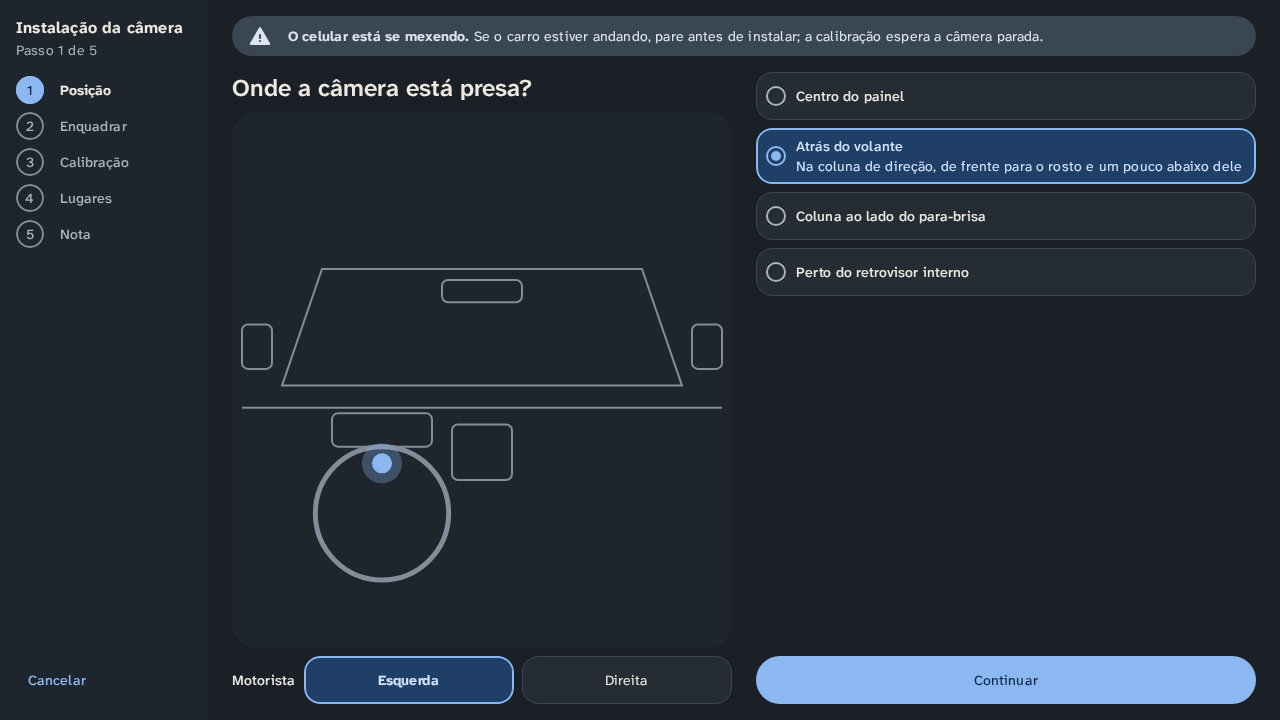 Instalação da câmera
Passo 1 de 5
1 Posição
2 Enquadrar
3 Calibração
4 Lugares
5 Nota
Cancelar
O celular está se mexendo. Se o carro estiver andando, pare antes de instalar; a calibração espera a câmera parada.
Onde a câmera está presa?
Motorista
Esquerda
Direita
Centro do painel
Atrás do volante
Na coluna de direção, de frente para o rosto e um pouco abaixo dele
Coluna ao lado do para-brisa
Perto do retrovisor interno
Continuar